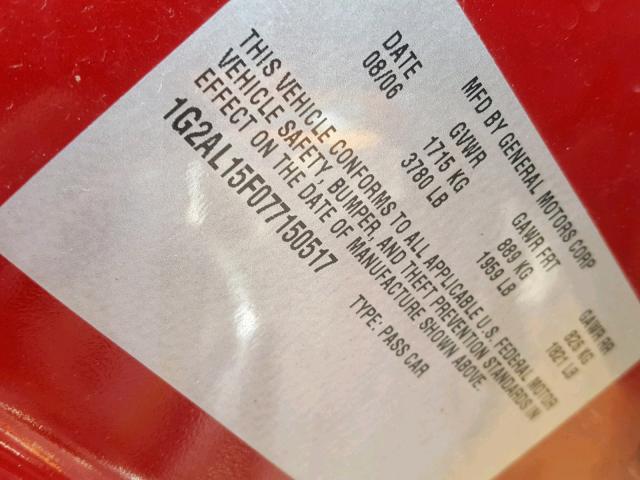 MFD BY GENERAL MOTORS CORP
DATE GVWR GAWR FRT GAWR RR
08/06 1715 KG 889 KG 826 KG
3780 LB 1959 LB 1821 LB
THIS VEHICLE CONFORMS TO ALL APPLICABLE U.S. FEDERAL MOTOR
VEHICLE SAFETY, BUMPER, AND THEFT PREVENTION STANDARDS IN
EFFECT ON THE DATE OF MANUFACTURE SHOWN ABOVE.
1G2AL15F077150517 TYPE: PASS CAR